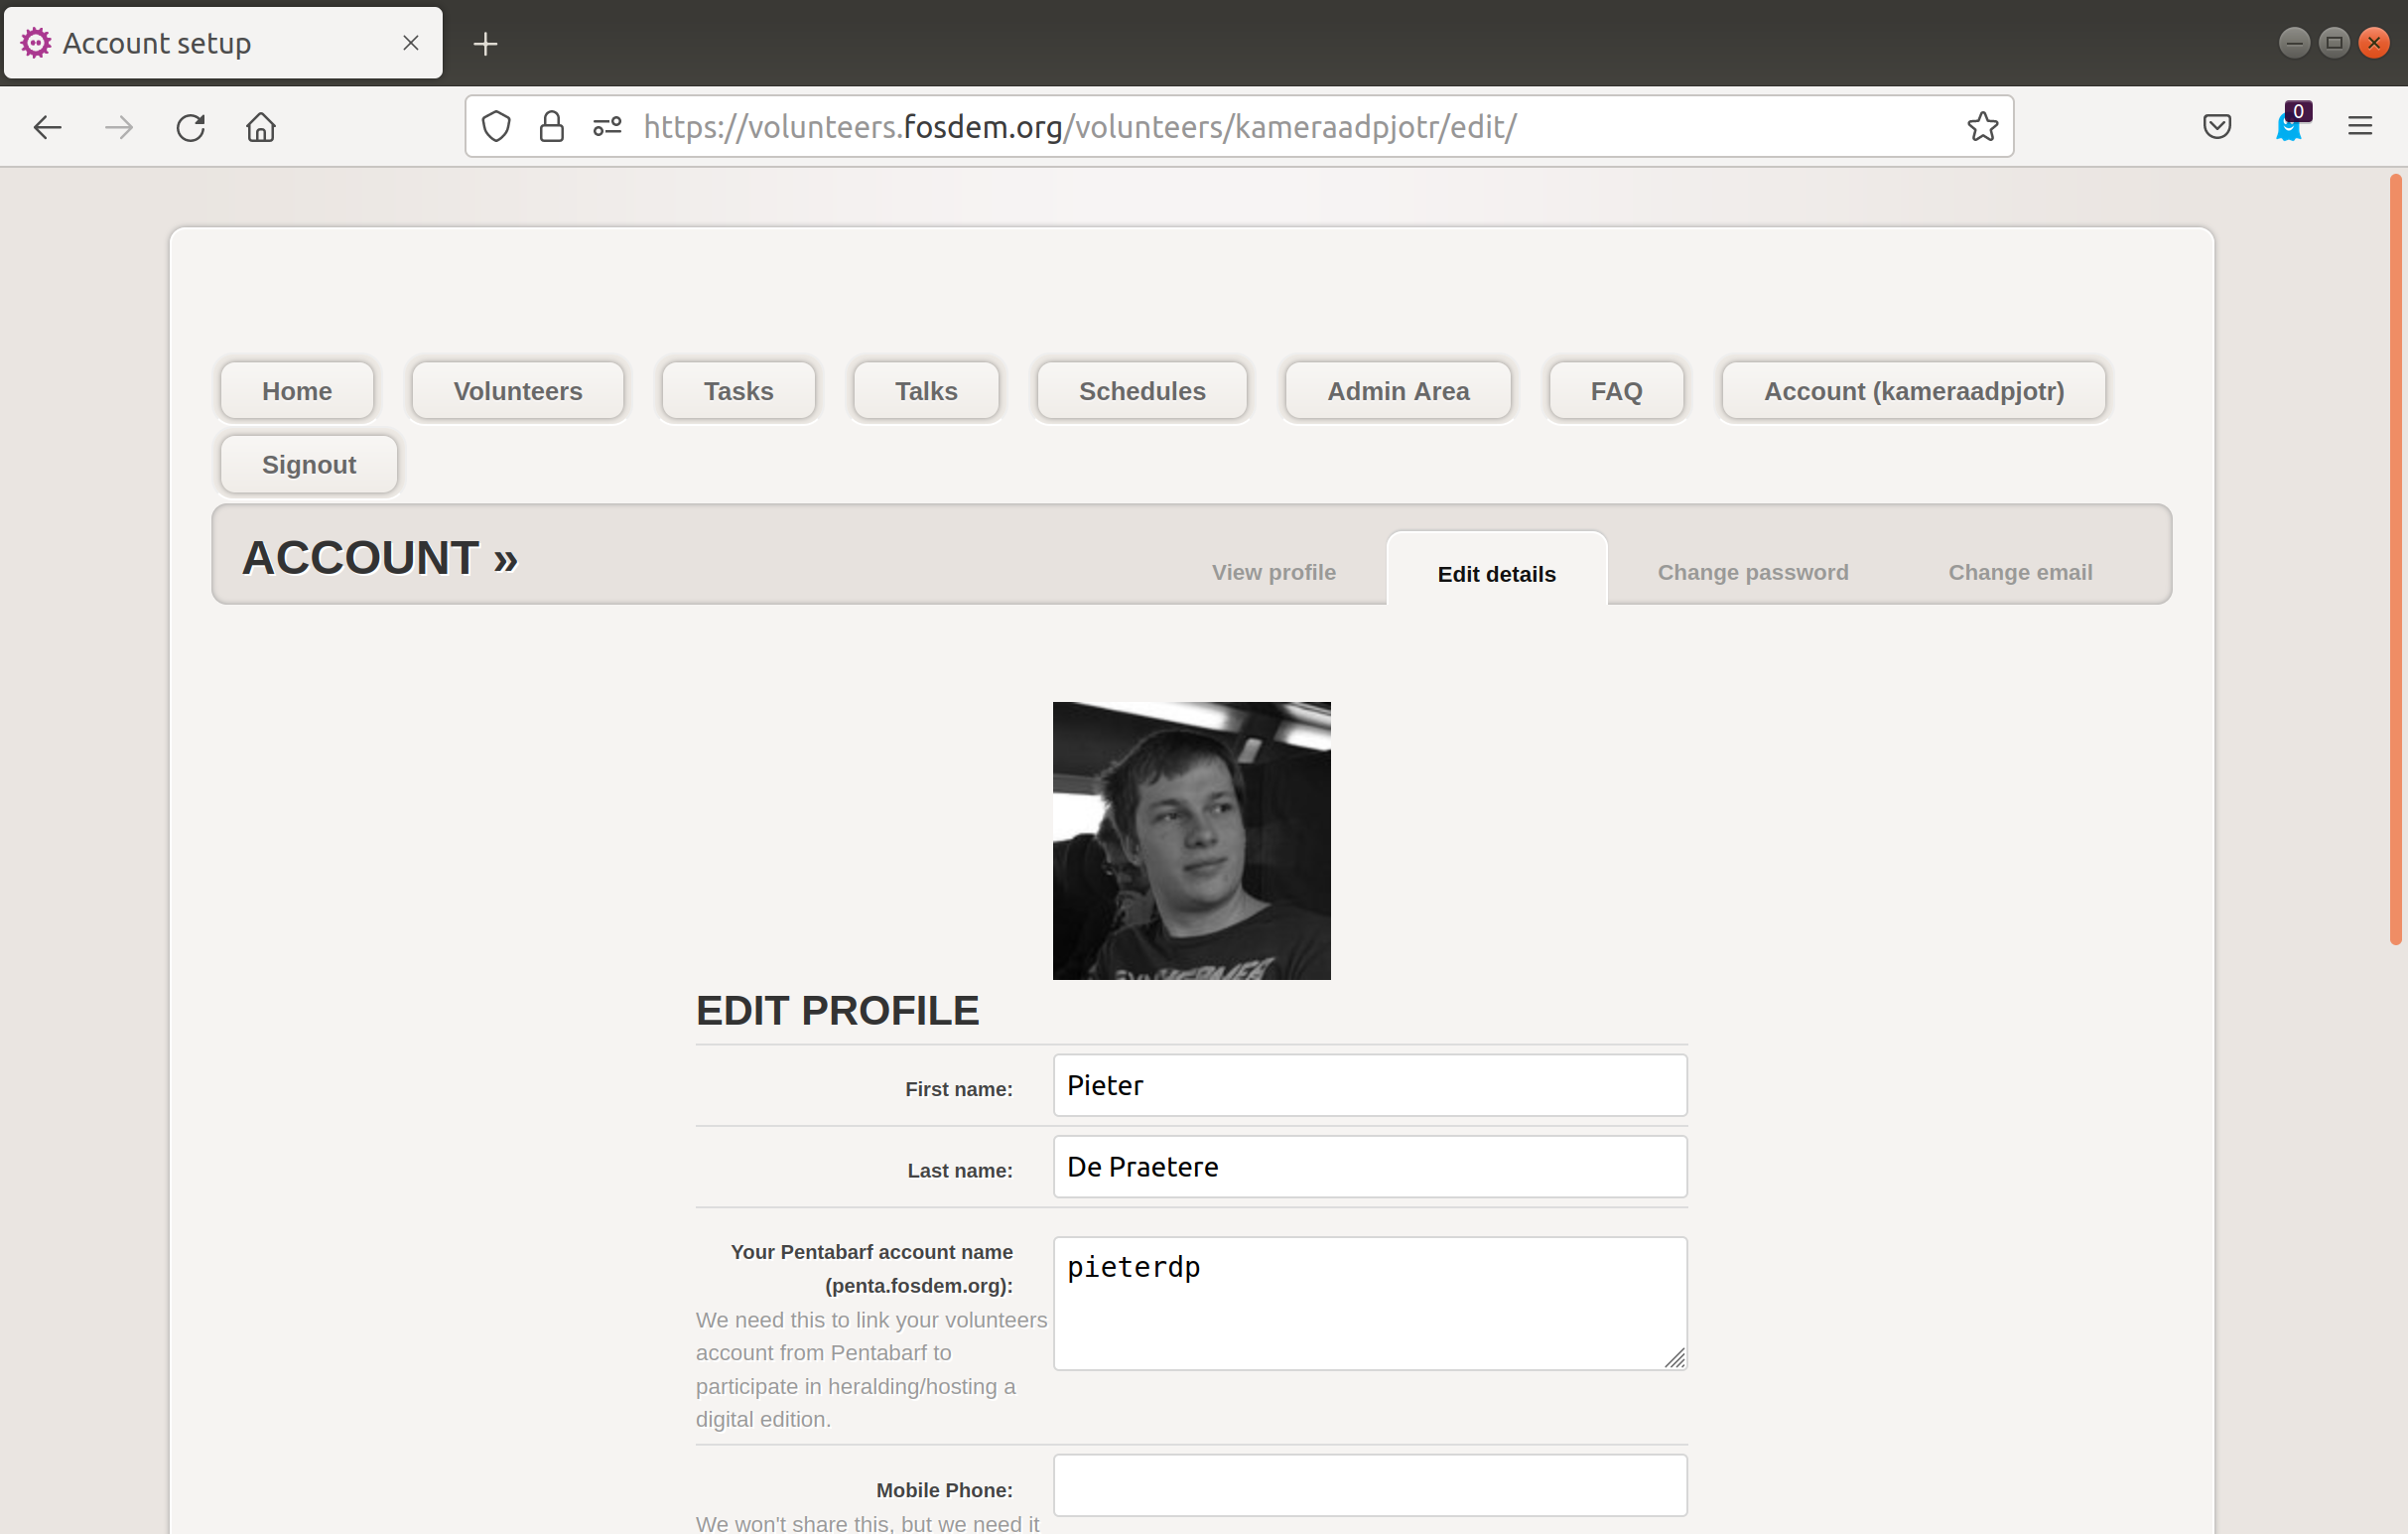 Account setup
0
https://volunteers.fosdem.org/volunteers/kameraadpjotr/edit/
Home Volunteers Tasks Talks Schedules Admin Area FAQ Account (kameraadpjotr)
Signout
ACCOUNT »
View profile Edit details Change password Change email
EDIT PROFILE
First name: Pieter
Last name: De Praetere
Your Pentabarf account name
(penta.fosdem.org):
pieterdp
We need this to link your volunteers
account from Pentabarf to
participate in heralding/hosting a
digital edition.
Mobile Phone:
We won't share this, but we need it